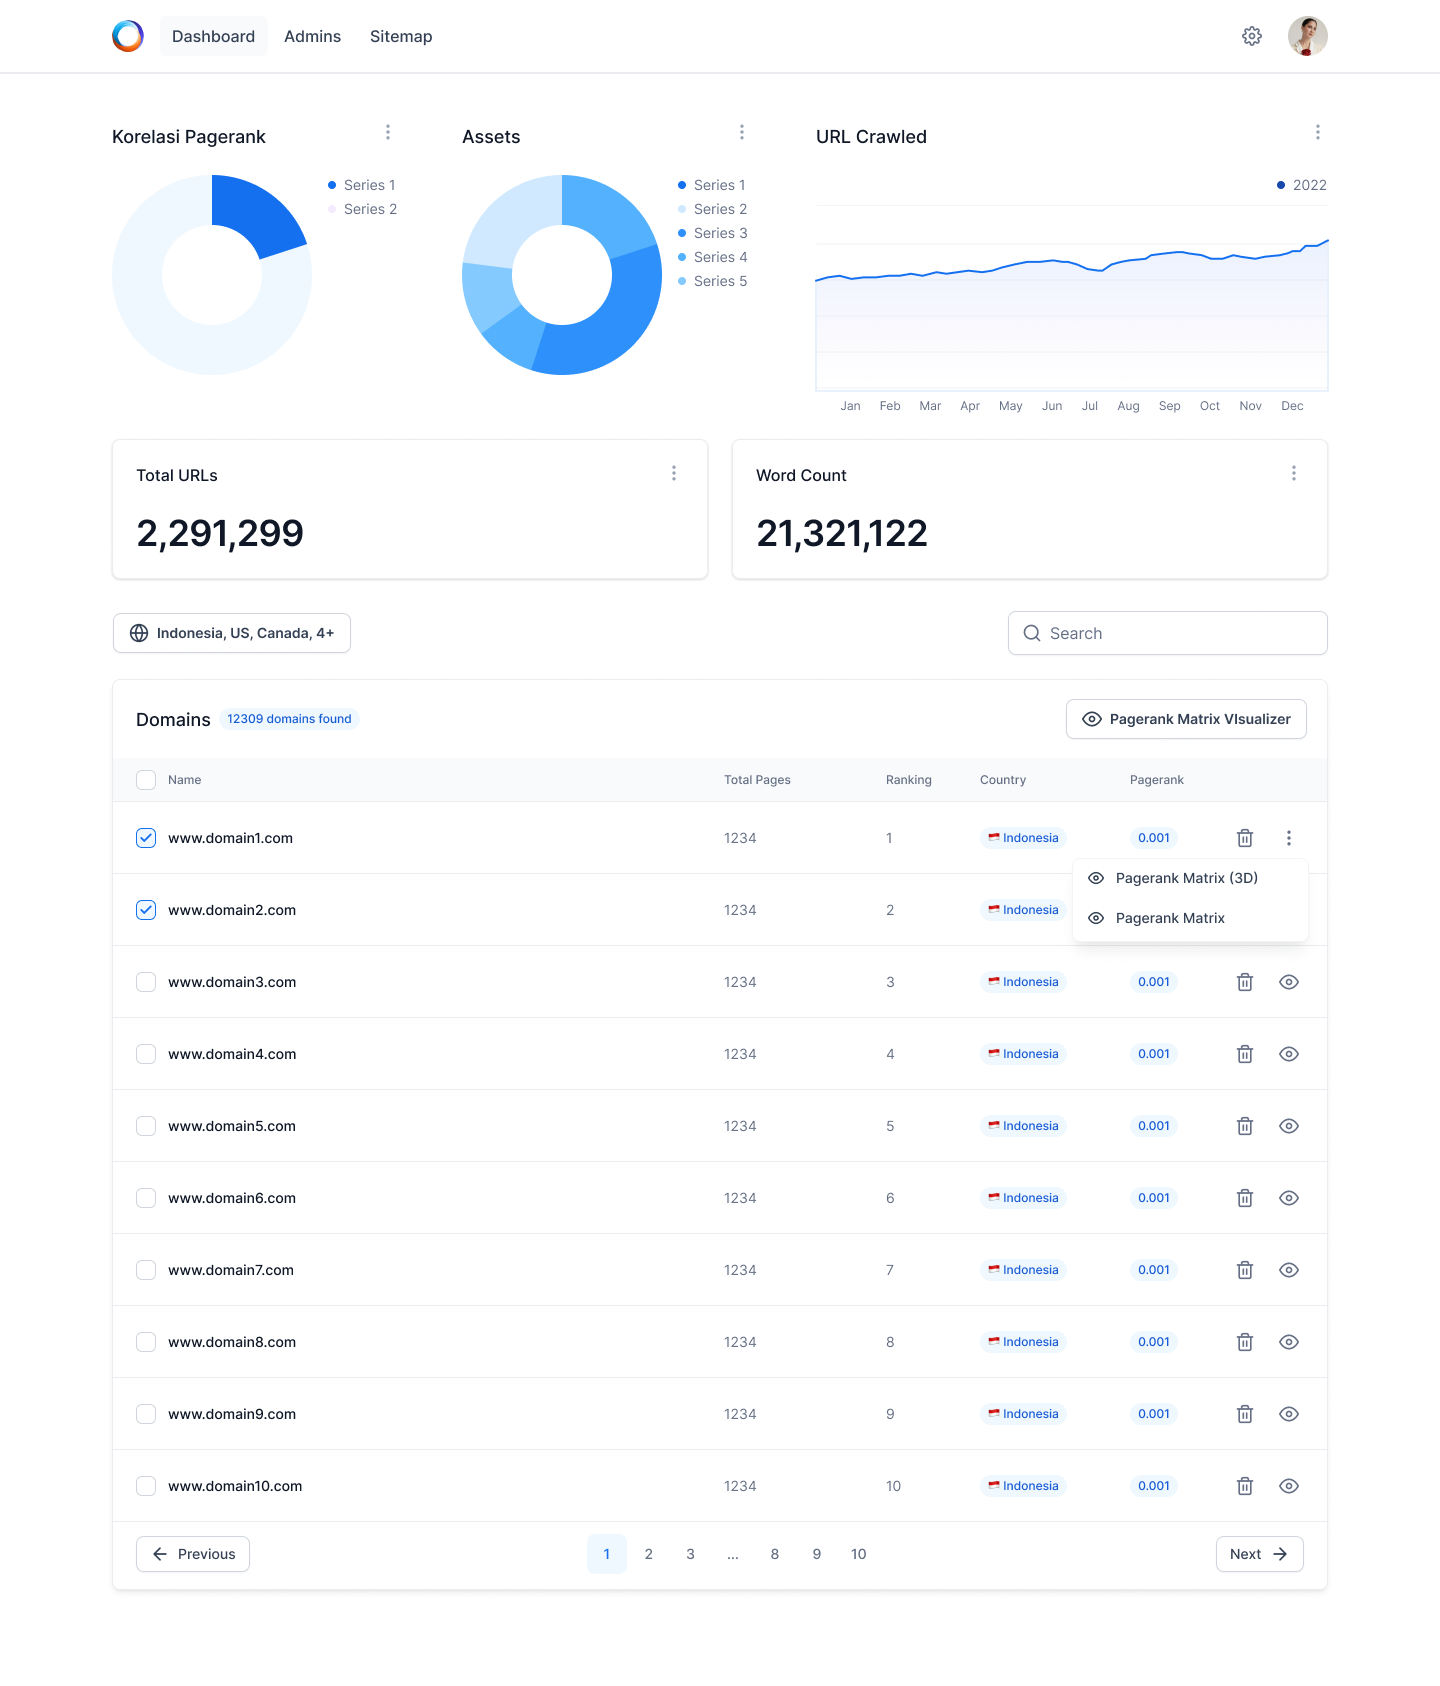 Dashboard Admins Sitemap
Korelasi Pagerank
Series 1
Series 2
Assets
Series 1
Series 2
Series 3
Series 4
Series 5
URL Crawled
2022
Jan Feb Mar Apr May Jun Jul Aug Sep Oct Nov Dec
Total URLs
2,291,299
Word Count
21,321,122
Indonesia, US, Canada, 4+
Search
Domains 12309 domains found
Pagerank Matrix VIsualizer
Name Total Pages Ranking Country Pagerank
www.domain1.com 1234 1 Indonesia 0.001
Pagerank Matrix (3D)
www.domain2.com 1234 2 Indonesia
Pagerank Matrix
www.domain3.com 1234 3 Indonesia 0.001
www.domain4.com 1234 4 Indonesia 0.001
www.domain5.com 1234 5 Indonesia 0.001
www.domain6.com 1234 6 Indonesia 0.001
www.domain7.com 1234 7 Indonesia 0.001
www.domain8.com 1234 8 Indonesia 0.001
www.domain9.com 1234 9 Indonesia 0.001
www.domain10.com 1234 10 Indonesia 0.001
Previous 1 2 3 ... 8 9 10 Next